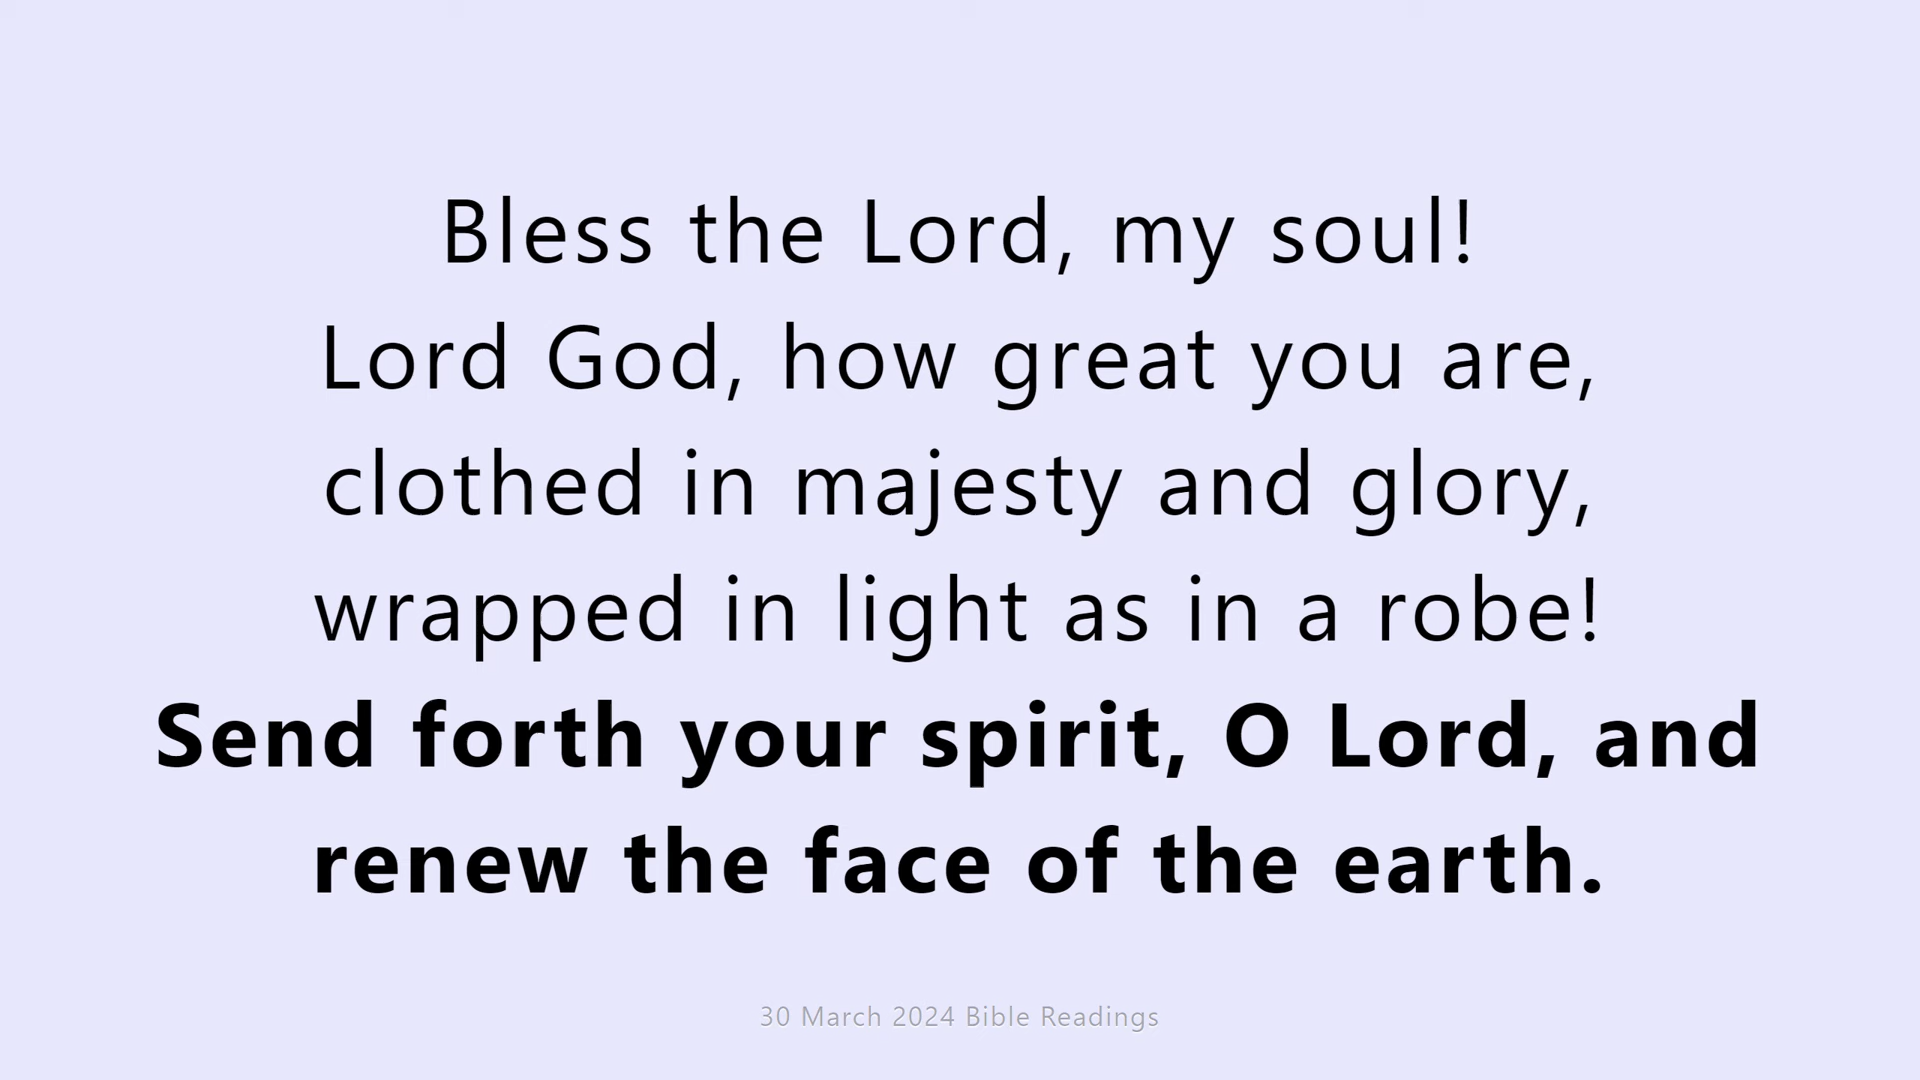 Bless the Lord, my soul!
Lord God, how great you are,
clothed in majesty and glory,
wrapped in light as in a robe!
Send forth your spirit, O Lord, and
renew the face of the earth.
30 March 2024 Bible Readings